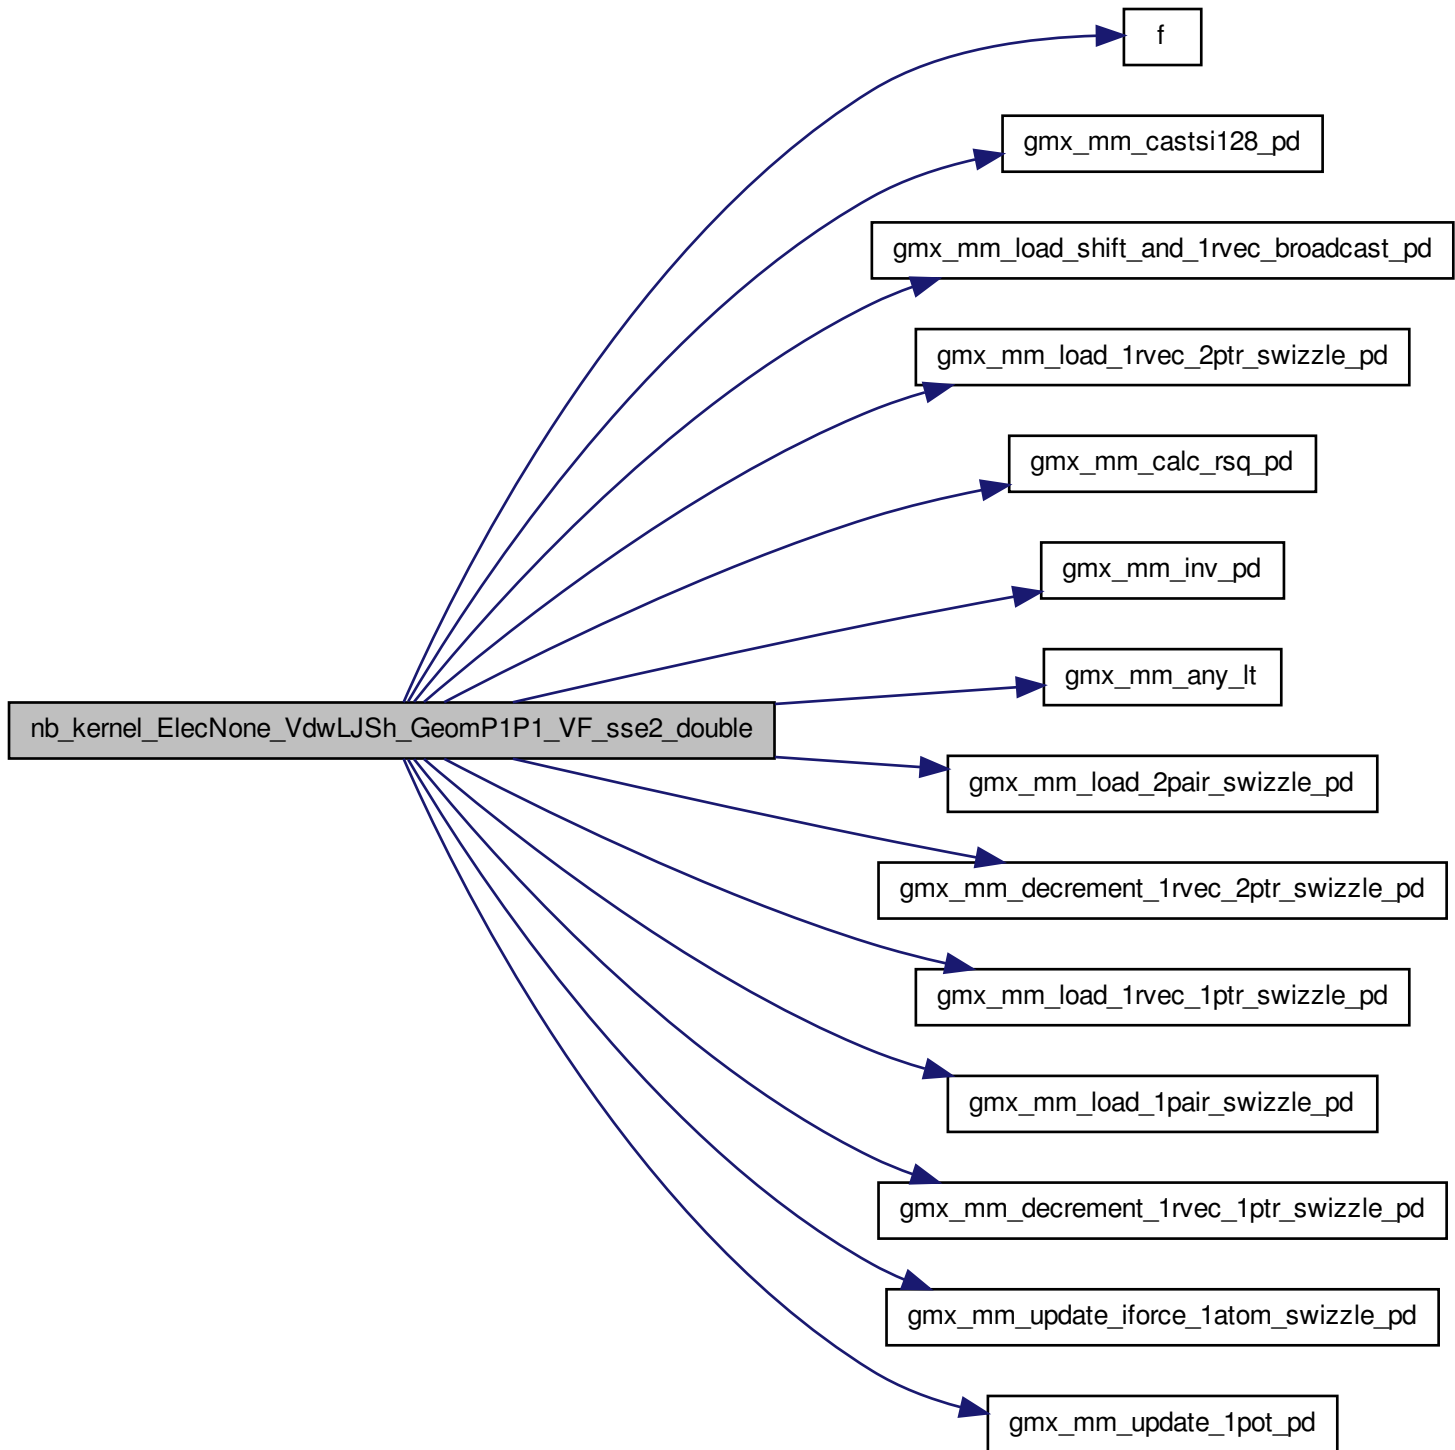 f
gmx_mm_castsi128_pd
gmx_mm_load_shift_and_1rvec_broadcast_pd
gmx_mm_load_1rvec_2ptr_swizzle_pd
gmx_mm_calc_rsq_pd
gmx_mm_inv_pd
gmx_mm_any_lt
nb_kernel_ElecNone_VdwLJSh_GeomP1P1_VF_sse2_double
gmx_mm_load_2pair_swizzle_pd
gmx_mm_decrement_1rvec_2ptr_swizzle_pd
gmx_mm_load_1rvec_1ptr_swizzle_pd
gmx_mm_load_1pair_swizzle_pd
gmx_mm_decrement_1rvec_1ptr_swizzle_pd
gmx_mm_update_iforce_1atom_swizzle_pd
gmx_mm_update_1pot_pd